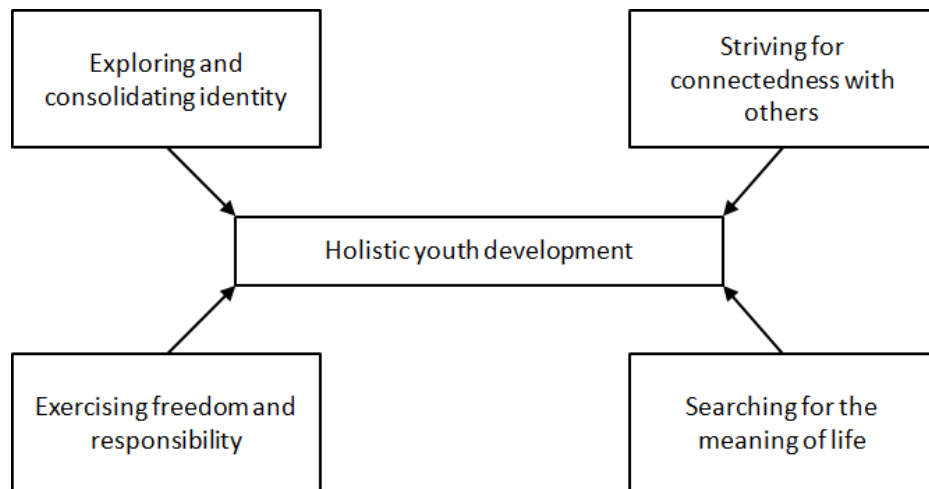 Exploring and
consolidating identity
Striving for
connectedness with
others
Holistic youth development
Exercising freedom and
responsibility
Searching for the
meaning of life